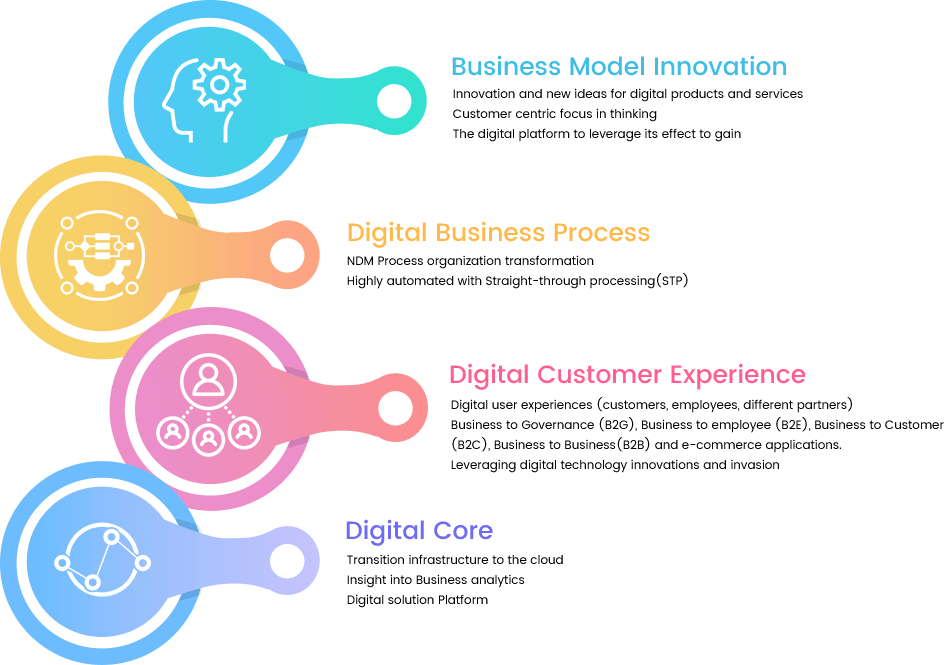 Business Model Innovation
Innovation and new ideas for digital products and services
Customer centric focus in thinking
The digital platform to leverage its effect to gain
Digital Business Process
NDM Process organization transformation
Highly automated with Straight-through processing(STP)
Digital Customer Experience
Digital user experiences (customers, employees, different partners)
Business to Governance (B2G), Business to employee (B2E), Business to Customer
(B2C), Business to Business(B2B) and e-commerce applications.
Leveraging digital technology innovations and invasion
Digital Core
Transition infrastructure to the cloud
Insight into Business analytics
Digital solution Platform